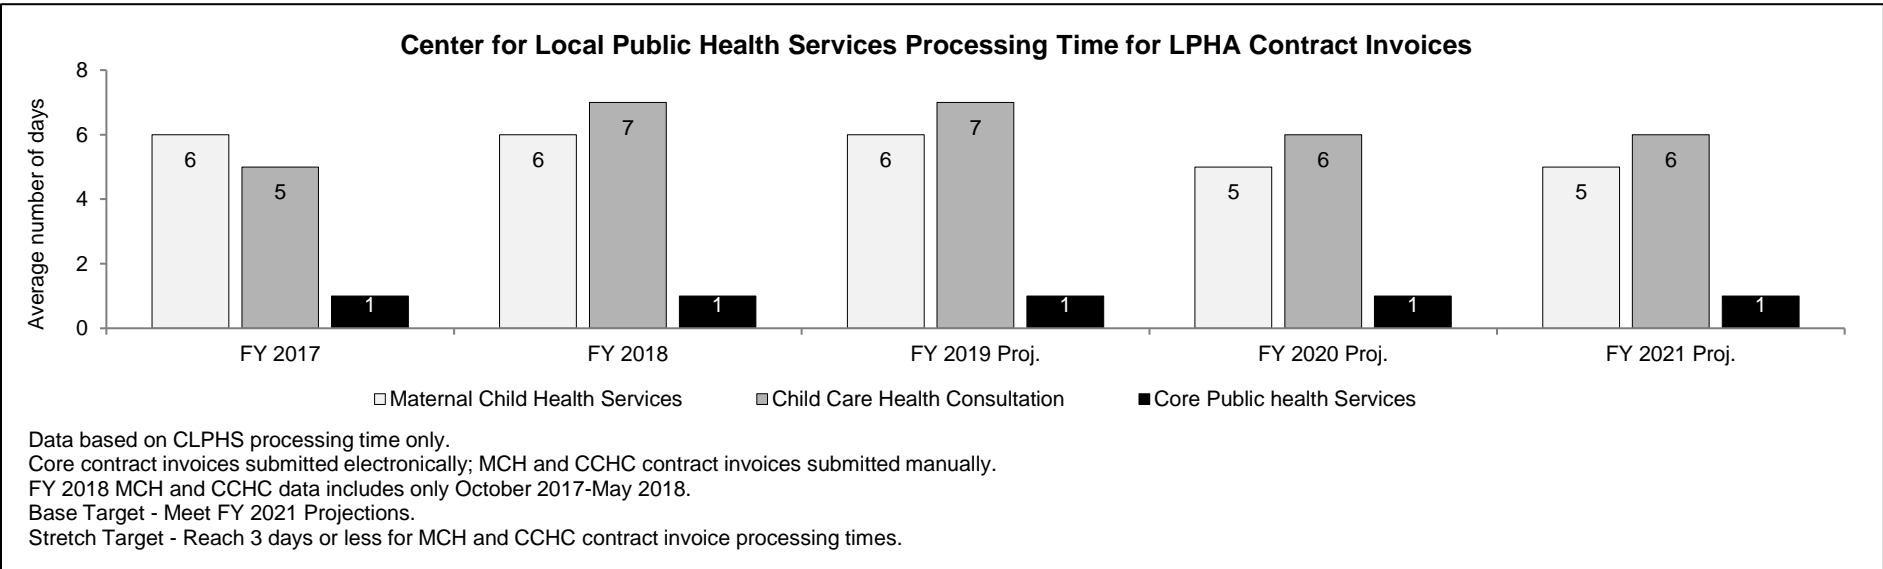 Center for Local Public Health Services Processing Time for LPHA Contract Invoices
Average number of days
8
6
4
2
0
6
5
1
6
7
1
6
7
1
5
6
1
5
6
1
FY 2017
FY 2018
FY 2019 Proj.
FY 2020 Proj.
FY 2021 Proj.
Maternal Child Health Services
Child Care Health Consultation
Core Public health Services
Data based on CLPHS processing time only.
Core contract invoices submitted electronically; MCH and CCHC contract invoices submitted manually.
FY 2018 MCH and CCHC data includes only October 2017-May 2018.
Base Target - Meet FY 2021 Projections.
Stretch Target - Reach 3 days or less for MCH and CCHC contract invoice processing times.